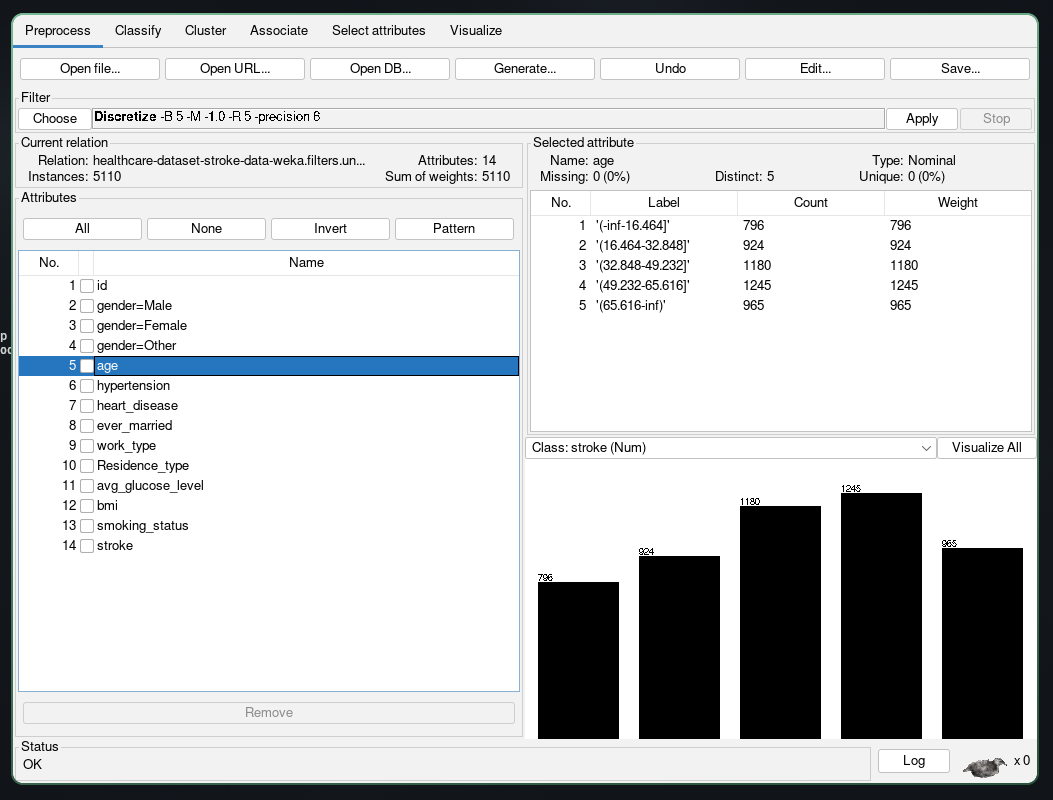 Preprocess Classify Cluster Associate Select attributes Visualize
Open file... Open URL... Open DB... Generate... Undo Edit... Save...
Filter
Choose Discretize -B 5 -M -1.0 -R 5 -precision 6 Apply Stop
Current relation
Relation: healthcare-dataset-stroke-data-weka.filters.un... Attributes: 14
Instances: 5110 Sum of weights: 5110
Attributes
All None Invert Pattern
No. Name
1 id
2 gender=Male
3 gender=Female
4 gender=Other
5 age
6 hypertension
7 heart_disease
8 ever_married
9 work_type
10 Residence_type
11 avg_glucose_level
12 bmi
13 smoking_status
14 stroke
Remove
Selected attribute
Name: age Type: Nominal
Missing: 0 (0%) Distinct: 5 Unique: 0 (0%)
No. Label Count Weight
1 '(-inf-16.464]' 796 796
2 '(16.464-32.848]' 924 924
3 '(32.848-49.232]' 1180 1180
4 '(49.232-65.616]' 1245 1245
5 '(65.616-inf)' 965 965
Class: stroke (Num) Visualize All
796 924 1180 1245 965
Status
OK
Log x 0